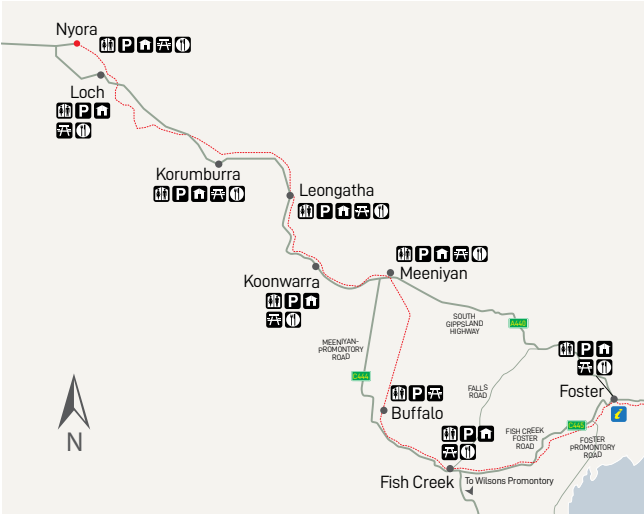 Nyora
P
Loch
P
Korumburra
P
Leongatha
P
Koonwarra
P
Meeniyan
P
SOUTH
GIPPSLAND
HIGHWAY
A440
MEENIYAN-
PROMONTORY
ROAD
C444
P
Foster
i
P
Buffalo
FALLS
ROAD
P
FISH CREEK
FOSTER
ROAD
C445
FOSTER
PROMONTORY
ROAD
Fish Creek
To Wilsons Promontory
N